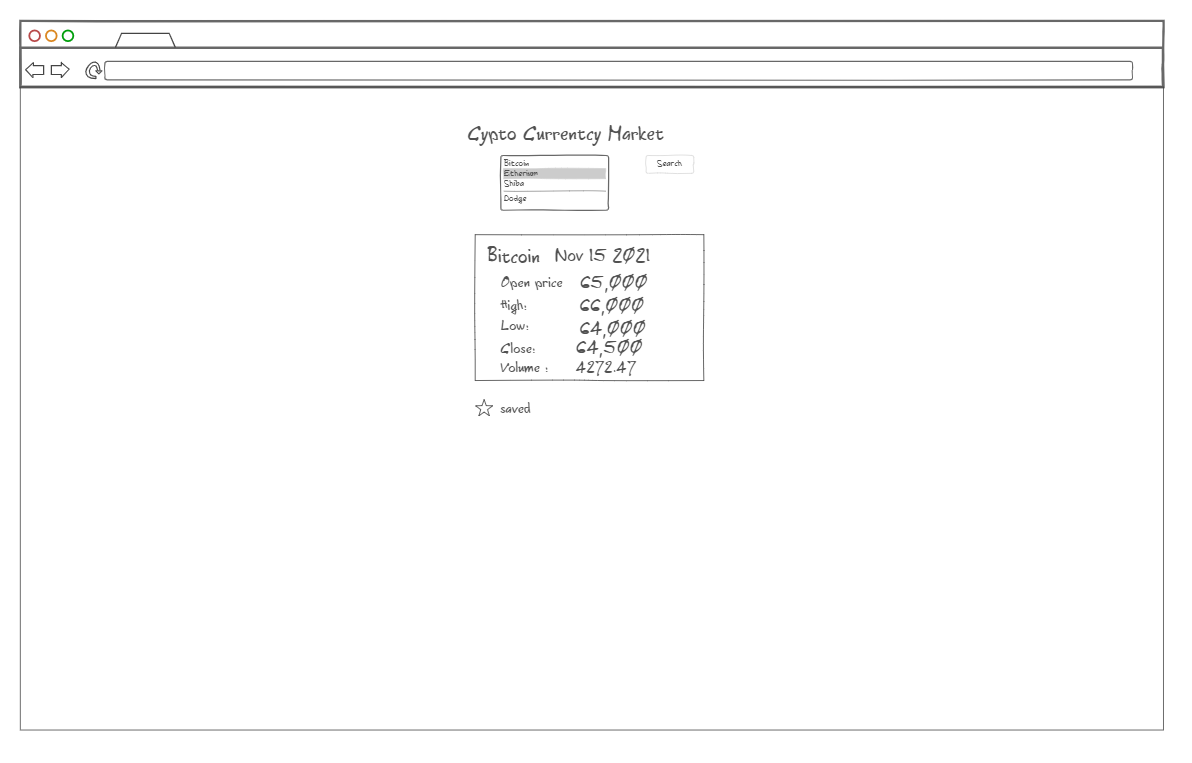 Cypto Currentcy Market
Bitcoin
Etherium
Shiba
Dodge
Search
Bitcoin Nov 15 2021
Open price 65,000
High: 66,000
Low: 64,000
Close: 64,500
Volume : 4272.47
saved